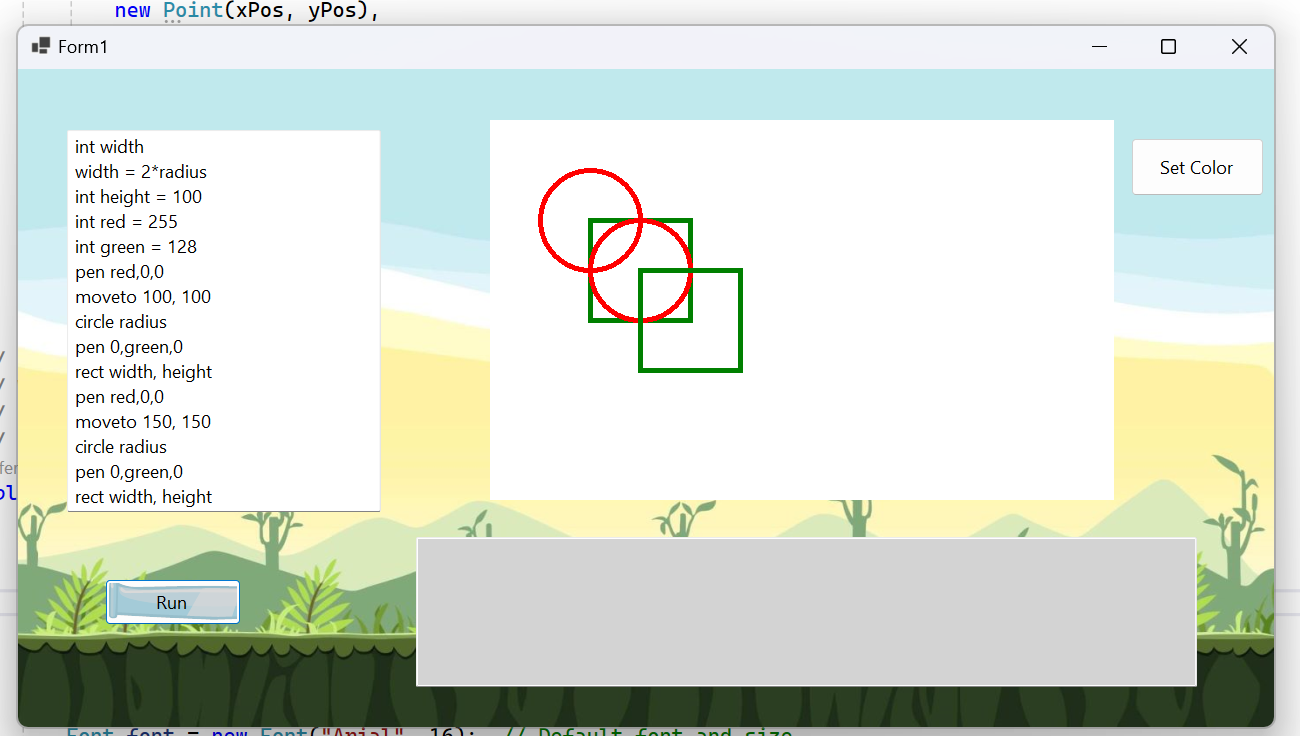 new Point(xPos, yPos),
Form1
int width
width = 2*radius
int height = 100
int red = 255
int green = 128
pen red,0,0
moveto 100, 100
circle radius
pen 0,green,0
rect width, height
pen red,0,0
moveto 150, 150
circle radius
pen 0,green,0
rect width, height
Set Color
Run
Font font = new Font("Arial", 16); // Default font and size